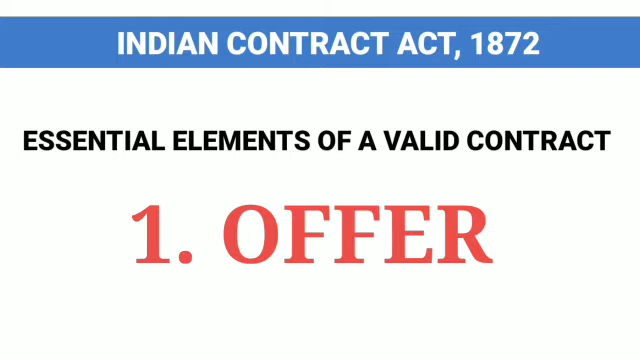 INDIAN CONTRACT ACT, 1872
ESSENTIAL ELEMENTS OF A VALID CONTRACT
1. OFFER